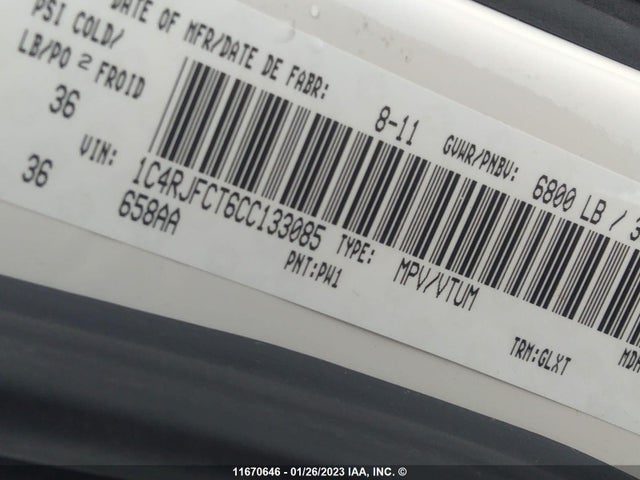 DATE OF MFR/DATE DE FABR: 8-11 GVWR/PNBV: 6800 LB / 3
PSI COLD/
LB/PO 2 FROID
36
36
VIN: 1C4RJFCT6CC133085
TYPE: MPV/VTUM
658AA
PNT:PW1
TRM:GLXT
11670646 - 01/26/2023 IAA, INC. ©